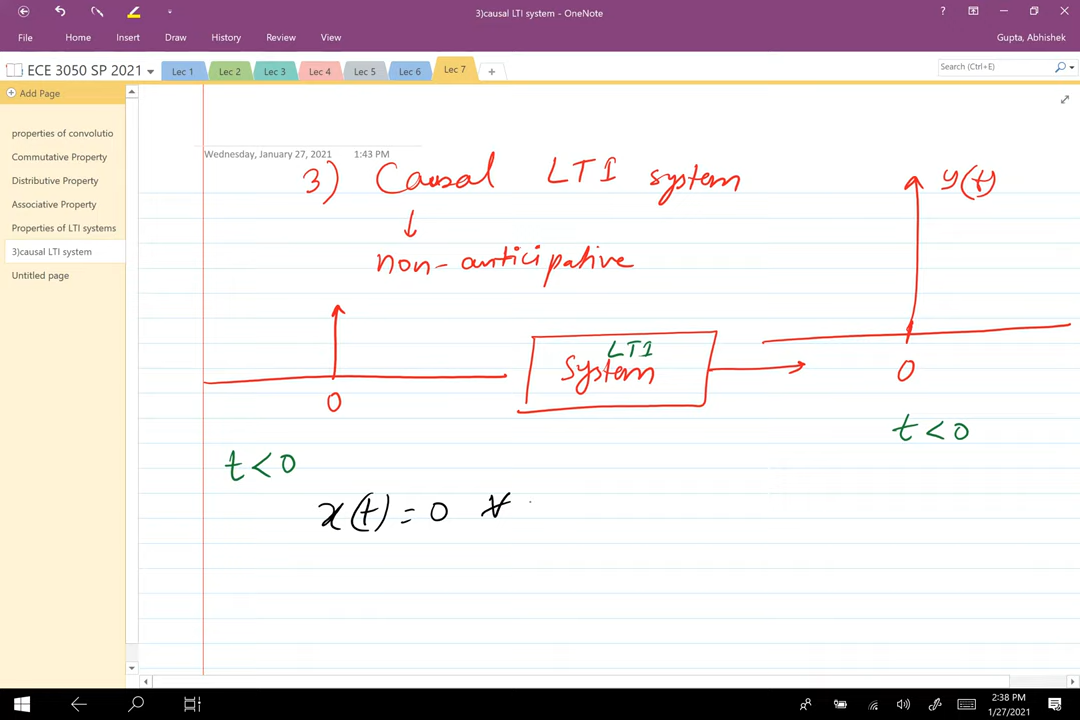 3)causal LTI system - OneNote
Gupta, Abhishek
File Home Insert Draw History Review View
ECE 3050 SP 2021
Lec 1 Lec 2 Lec 3 Lec 4 Lec 5 Lec 6 Lec 7
Search (Ctrl+E)
Add Page
properties of convolutio
Commutative Property
Distributive Property
Associative Property
Properties of LTI systems
3)causal LTI system
Untitled page
Wednesday, January 27, 2021 1:43 PM
3) Causal LTI system
y(t)
↓
non-anticipative
LTI
System
0
0
t < 0
t < 0
x(t) = 0 ∀
2:38 PM
1/27/2021